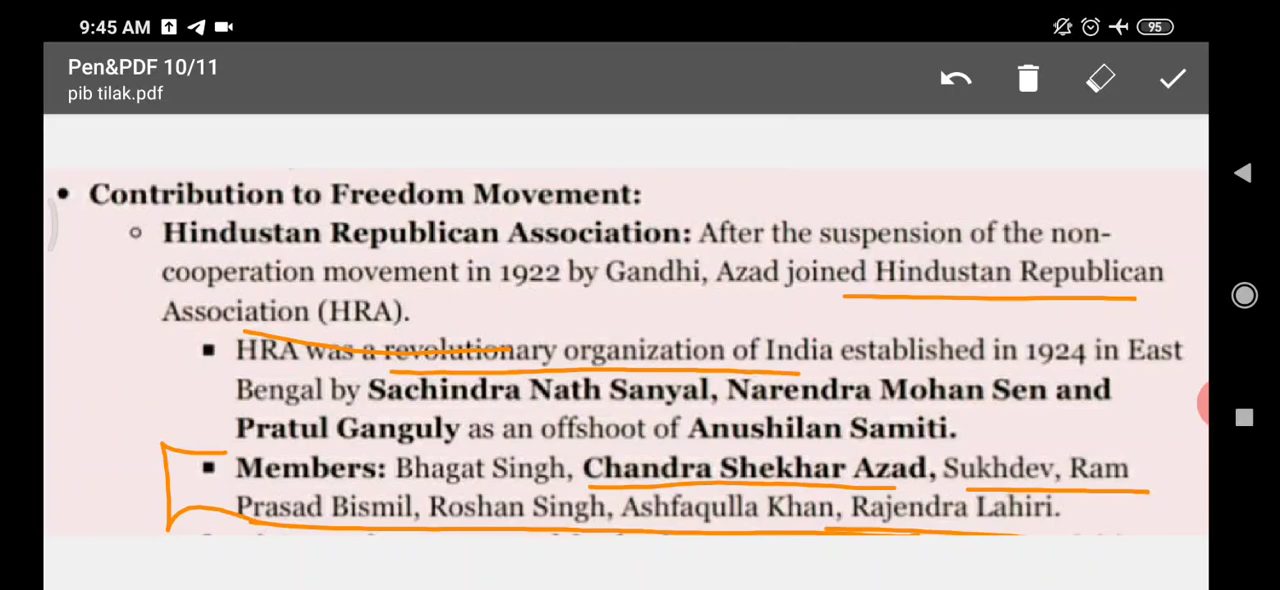 9:45 AM
95
Pen&PDF 10/11
pib tilak.pdf
• Contribution to Freedom Movement:
○ Hindustan Republican Association: After the suspension of the non-
cooperation movement in 1922 by Gandhi, Azad joined Hindustan Republican
Association (HRA).
▪ HRA was a revolutionary organization of India established in 1924 in East
Bengal by Sachindra Nath Sanyal, Narendra Mohan Sen and
Pratul Ganguly as an offshoot of Anushilan Samiti.
▪ Members: Bhagat Singh, Chandra Shekhar Azad, Sukhdev, Ram
Prasad Bismil, Roshan Singh, Ashfaqulla Khan, Rajendra Lahiri.